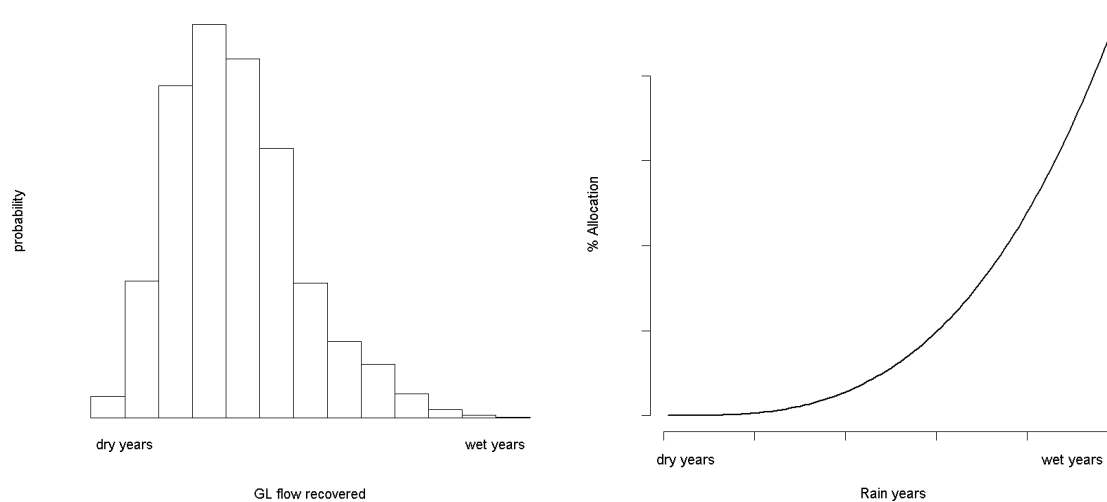 probability
dry years
wet years
GL flow recovered
% Allocation
dry years
wet years
Rain years